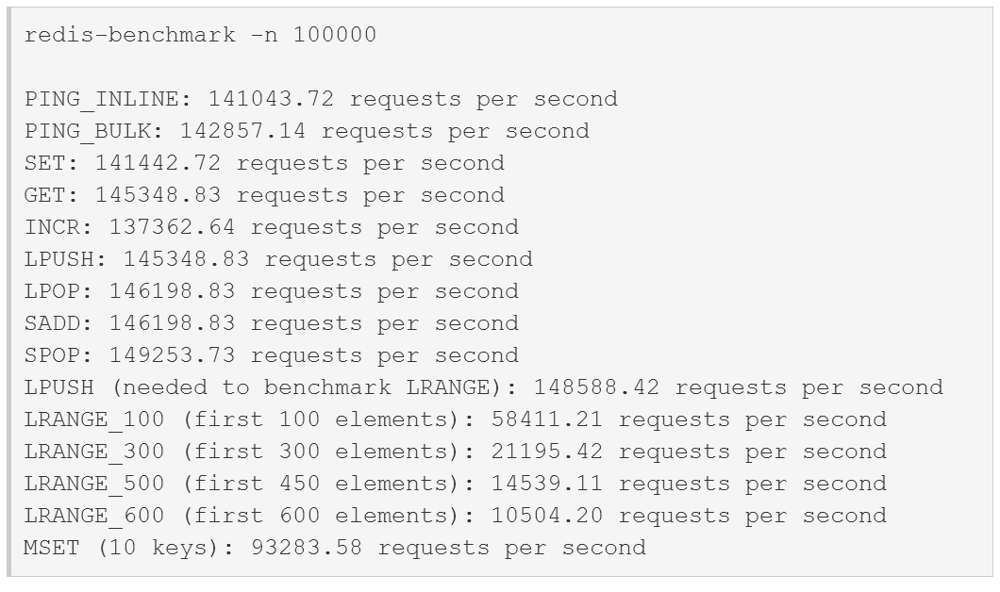 redis-benchmark -n 100000
PING_INLINE: 141043.72 requests per second
PING_BULK: 142857.14 requests per second
SET: 141442.72 requests per second
GET: 145348.83 requests per second
INCR: 137362.64 requests per second
LPUSH: 145348.83 requests per second
LPOP: 146198.83 requests per second
SADD: 146198.83 requests per second
SPOP: 149253.73 requests per second
LPUSH (needed to benchmark LRANGE): 148588.42 requests per second
LRANGE_100 (first 100 elements): 58411.21 requests per second
LRANGE_300 (first 300 elements): 21195.42 requests per second
LRANGE_500 (first 450 elements): 14539.11 requests per second
LRANGE_600 (first 600 elements): 10504.20 requests per second
MSET (10 keys): 93283.58 requests per second